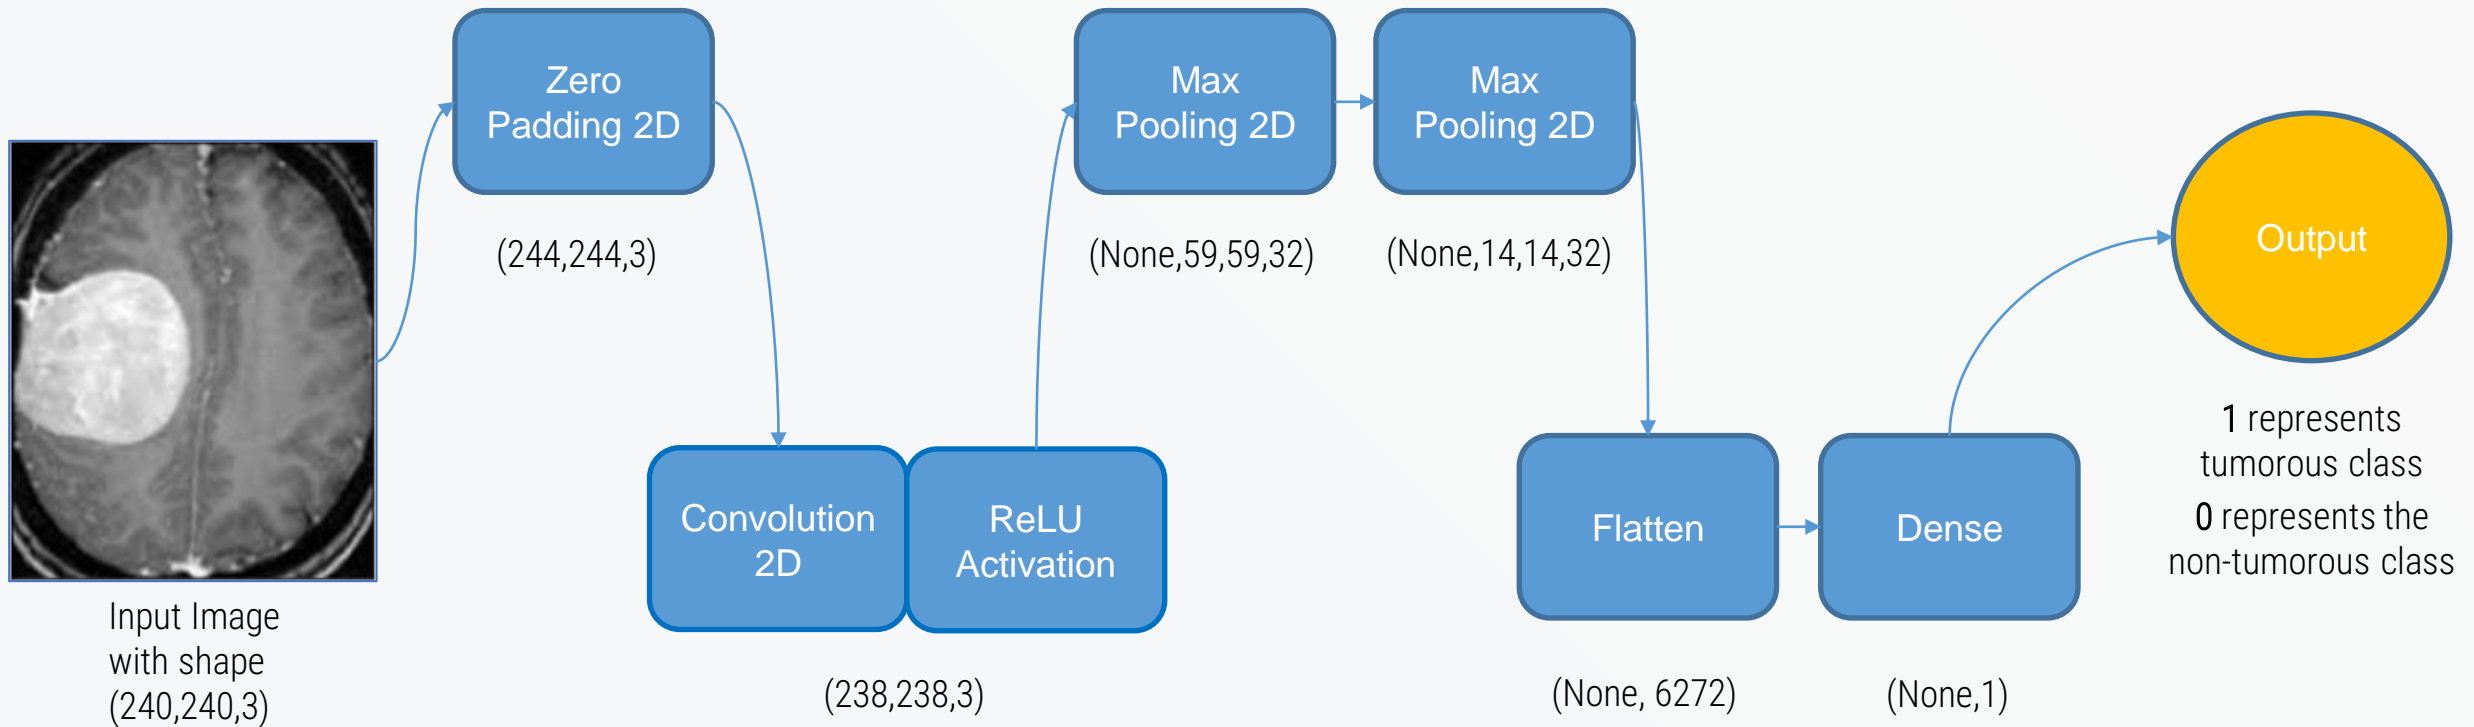 Input Image
with shape
(240,240,3)
Zero
Padding 2D
(244,244,3)
Convolution
2D
ReLU
Activation
(238,238,3)
Max
Pooling 2D
(None,59,59,32)
Max
Pooling 2D
(None,14,14,32)
Flatten
(None, 6272)
Dense
(None,1)
Output
1 represents
tumorous class
0 represents the
non-tumorous class